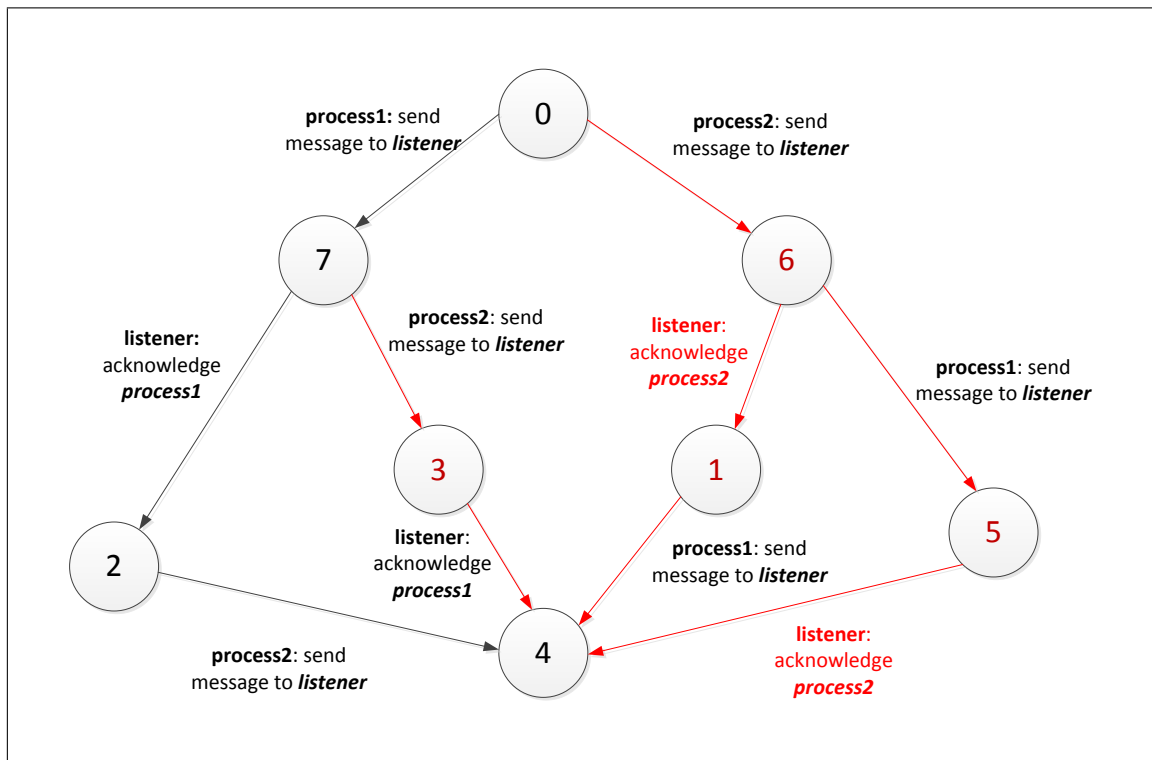 0
process1: send
message to listener
process2: send
message to listener
7
6
listener:
acknowledge
process1
process2: send
message to listener
listener:
acknowledge
process2
process1: send
message to listener
3
1
5
2
listener:
acknowledge
process1
process1: send
message to listener
4
process2: send
message to listener
listener:
acknowledge
process2